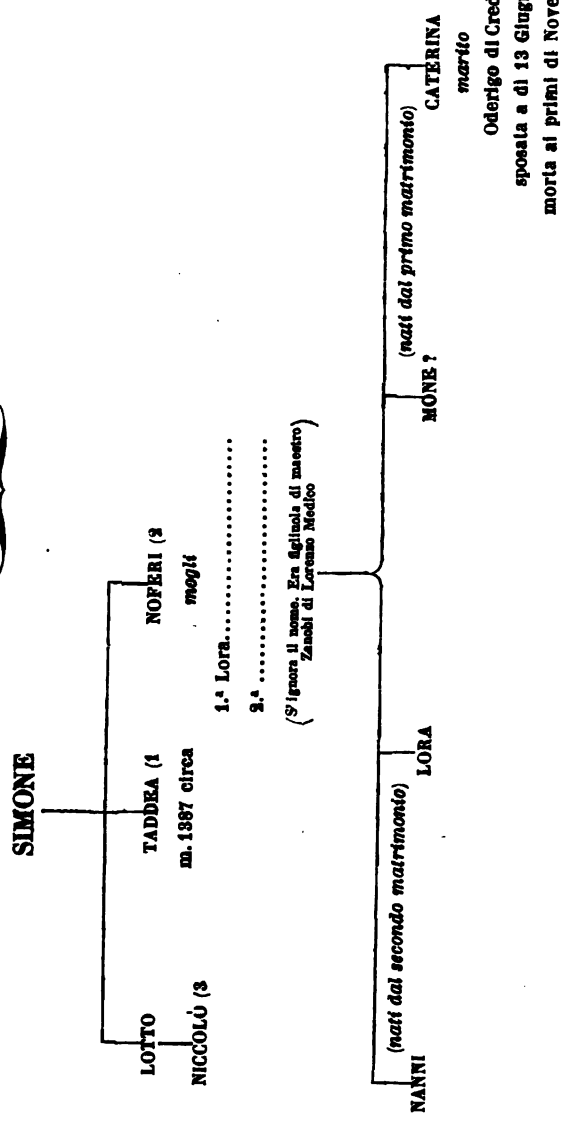 SIMONE
LOTTO TADDEA (1 NOFERI (2
NICCOLÒ (3 m. 1387 circa mogli
1.ª Lora..............................
2.ª ..............................
(S'ignora il nome. Era figliuola di maestro
Zanobi di Lorenzo Medico)
(nati dal secondo matrimonio) (nati dal primo matrimonio)
NANNI LORA MONE ? CATERINA
marito
Oderigo di Cred
sposata a dì 13 Giug
morta ai primi di Nove